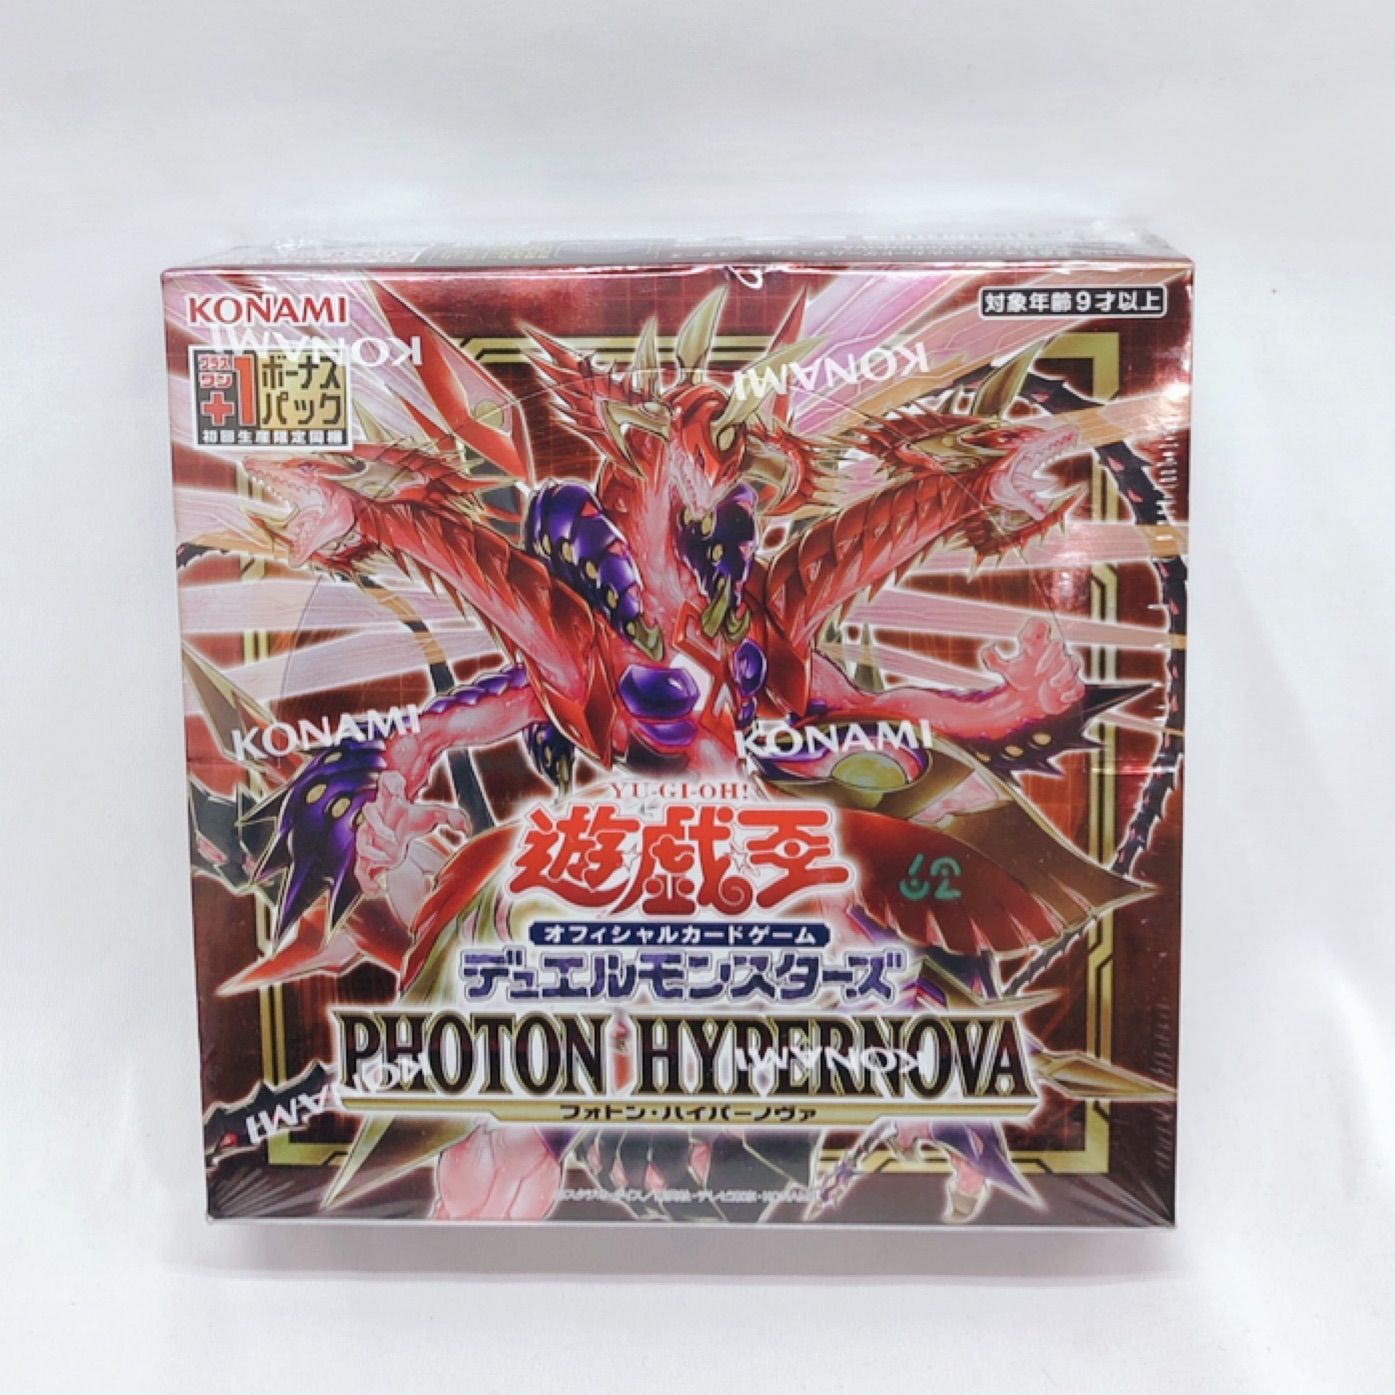 KONAMI
対象年齢9才以上
KONAMI
KONAMI
KONAMI
プラスワン
+1
ボーナス
パック
初回生産限定同梱
KONAMI
KONAMI
YU-GI-OH!
遊戯王
62
オフィシャルカードゲーム
デュエルモンスターズ
PHOTON HYPERNOVA
KONAMI
KONAMI
フォトン・ハイパーノヴァ